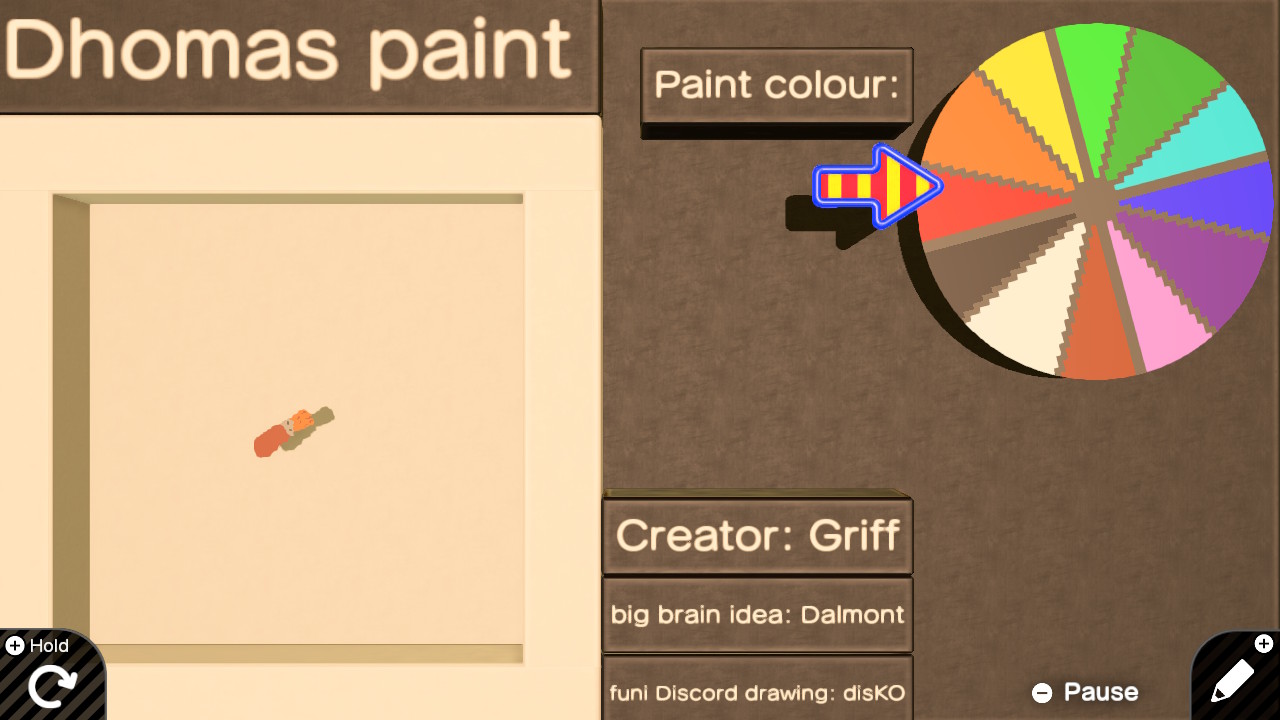 Dhomas paint
Paint colour:
Creator: Griff
big brain idea: Dalmont
funi Discord drawing: disKO
Hold
Pause